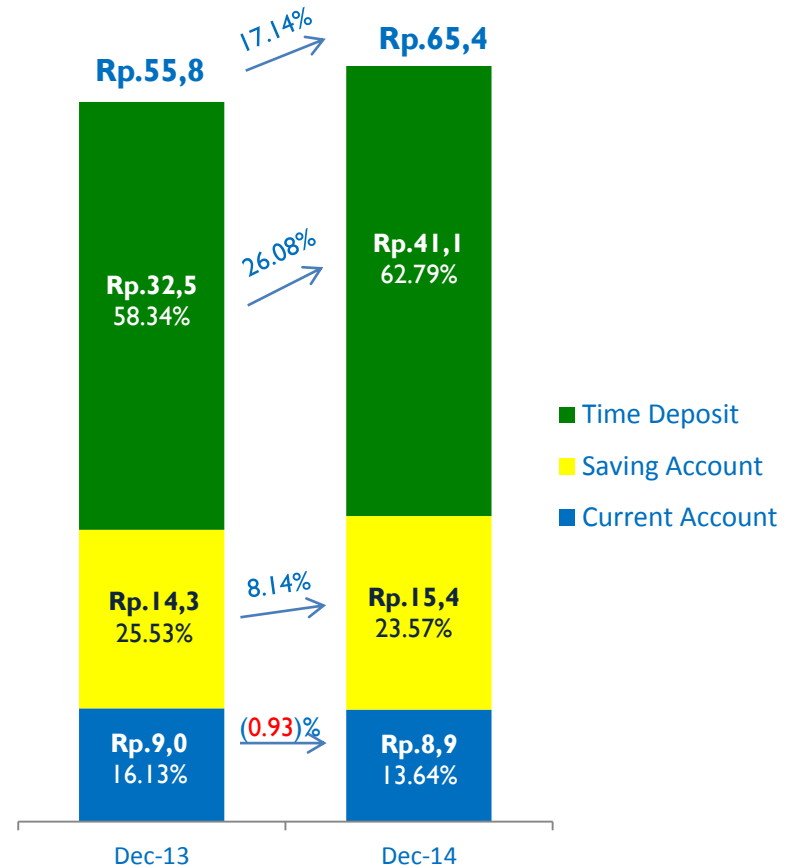 17.14%
Rp.55,8
Rp.65,4
Rp.32,5
58.34%
26.08%
Rp.41,1
62.79%
Time Deposit
Saving Account
Current Account
Rp.14,3
25.53%
8.14%
Rp.15,4
23.57%
Rp.9,0
16.13%
(0.93)%
Rp.8,9
13.64%
Dec-13
Dec-14